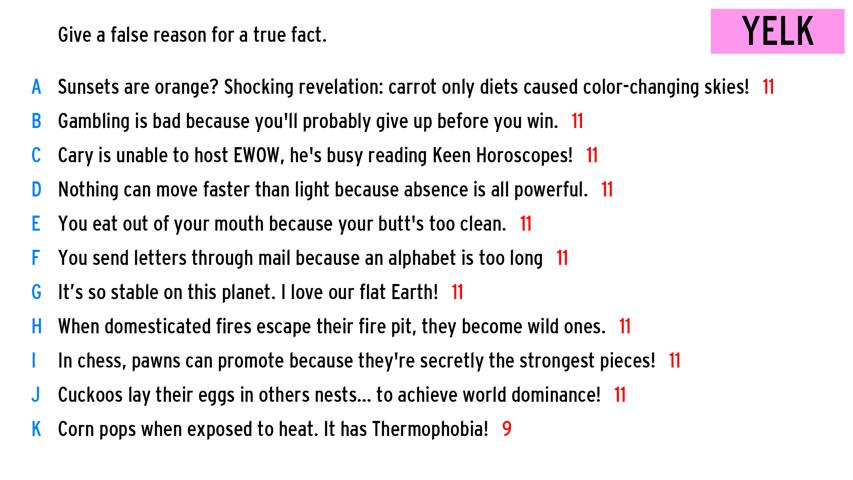 Give a false reason for a true fact.
YELK
A Sunsets are orange? Shocking revelation: carrot only diets caused color-changing skies! 11
B Gambling is bad because you'll probably give up before you win. 11
C Cary is unable to host EWOW, he's busy reading Keen Horoscopes! 11
D Nothing can move faster than light because absence is all powerful. 11
E You eat out of your mouth because your butt's too clean. 11
F You send letters through mail because an alphabet is too long 11
G It’s so stable on this planet. I love our flat Earth! 11
H When domesticated fires escape their fire pit, they become wild ones. 11
I In chess, pawns can promote because they're secretly the strongest pieces! 11
J Cuckoos lay their eggs in others nests... to achieve world dominance! 11
K Corn pops when exposed to heat. It has Thermophobia! 9